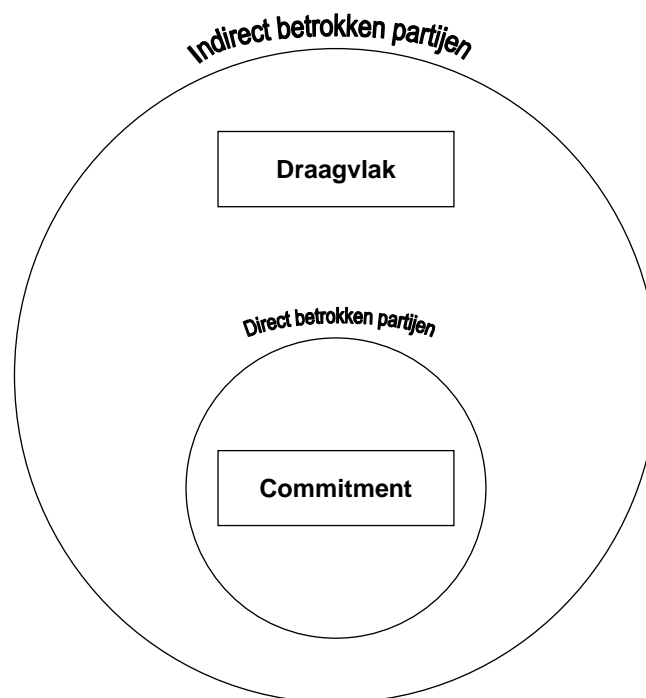 Indirect betrokken partijen
Draagvlak
Direct betrokken partijen
Commitment